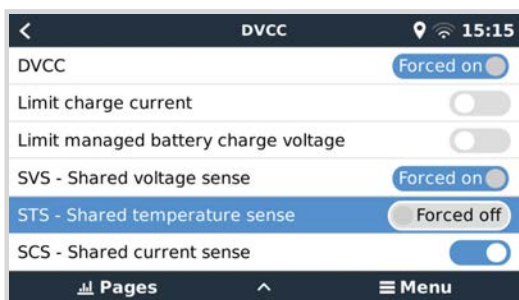 DVCC 15:15
DVCC Forced on
Limit charge current
Limit managed battery charge voltage
SVS - Shared voltage sense Forced on
STS - Shared temperature sense Forced off
SCS - Shared current sense
Pages Menu